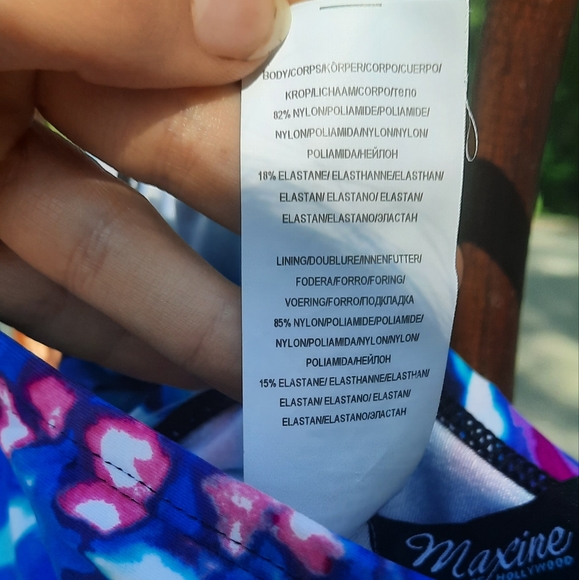 BODY/CORPS/KÖRPER/CORPO/CUERPO/
KROP/LICHAAM/CORPO/тело
82% NYLON/POLIAMIDE/POLIAMIDE/
NYLON/POLIAMIDA/NYLON/NYLON/
POLIAMIDA/НЕЙЛОН
18% ELASTANE/ ELASTHANNE/ELASTHAN/
ELASTAN/ ELASTANO/ ELASTAN/
ELASTAN/ELASTANO/ЭЛАСТАН
LINING/DOUBLURE/INNENFUTTER/
FODERA/FORRO/FORING/
VOERING/FORRO/ПОДКЛАДКА
85% NYLON/POLIAMIDE/POLIAMIDE/
NYLON/POLIAMIDA/NYLON/NYLON/
POLIAMIDA/НЕЙЛОН
15% ELASTANE/ ELASTHANNE/ELASTHAN/
ELASTAN/ ELASTANO/ ELASTAN/
ELASTAN/ELASTANO/ЭЛАСТАН
Maxine
HOLLYWOOD